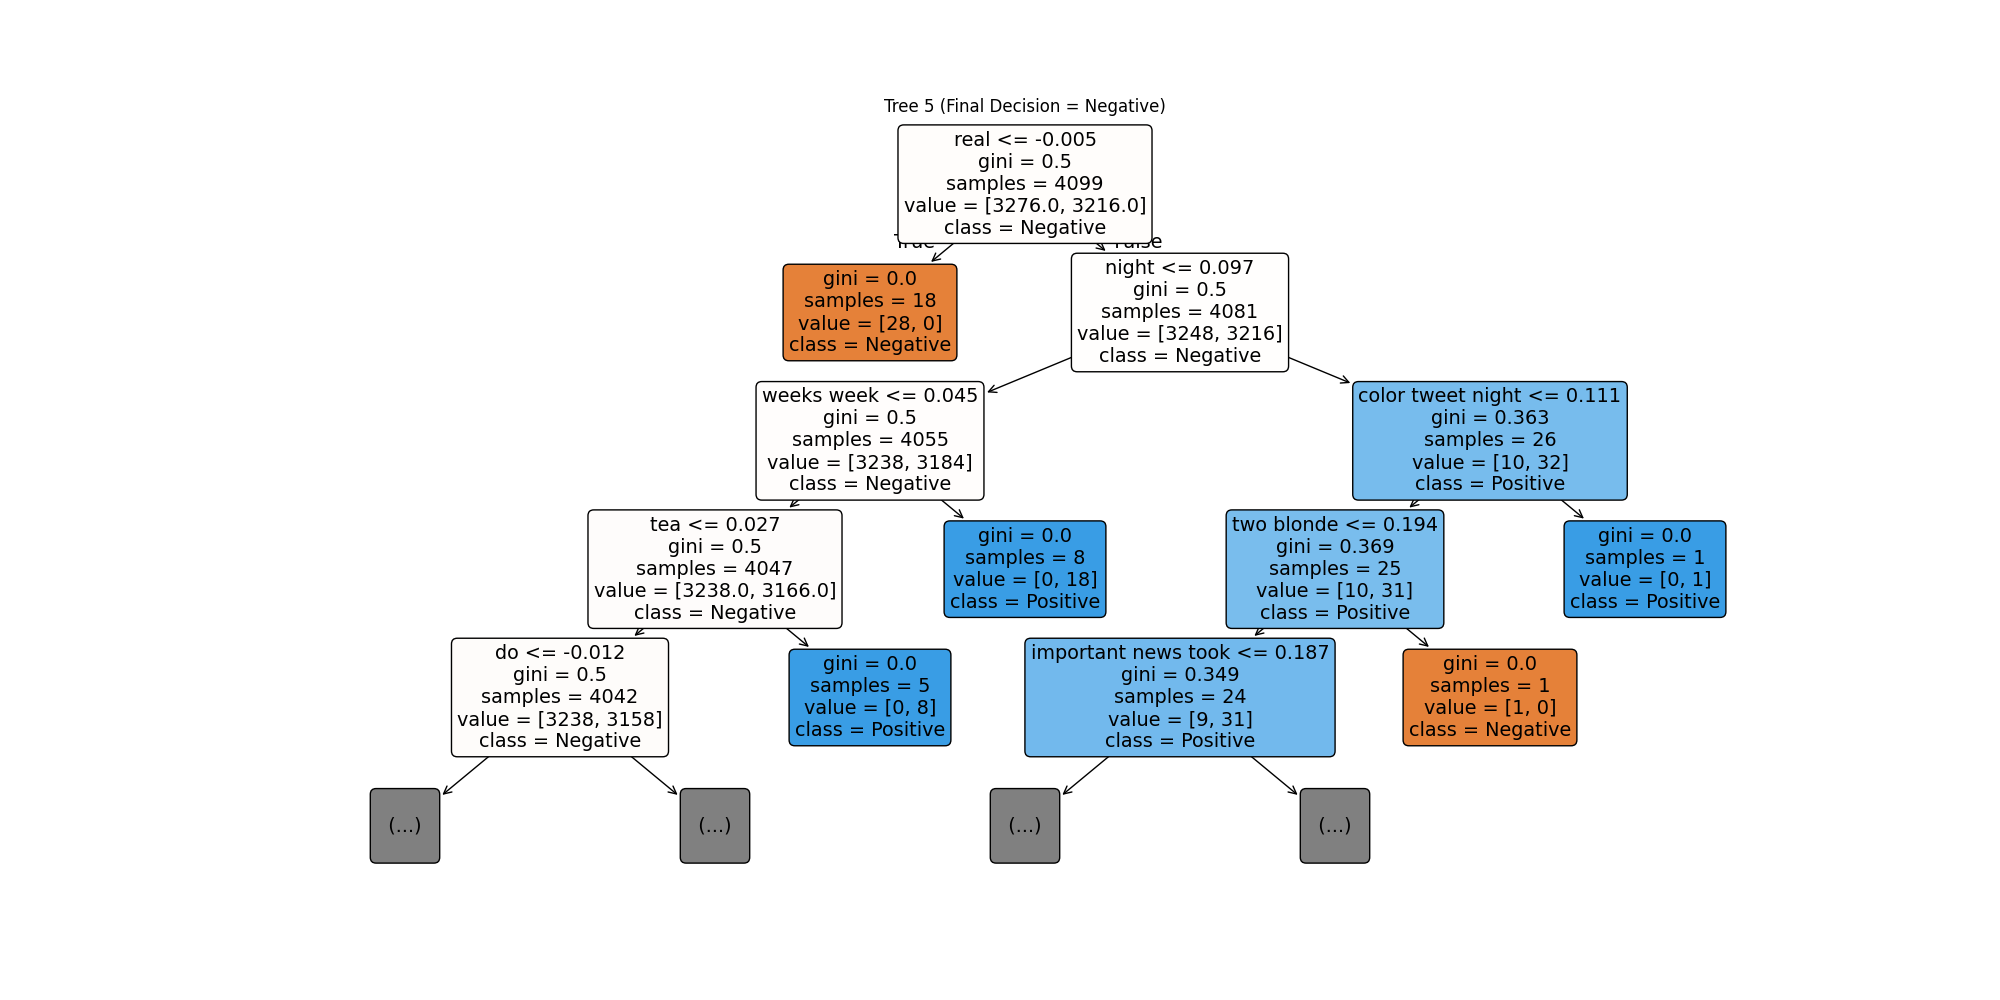 Tree 5 (Final Decision = Negative)
real <= -0.005
gini = 0.5
samples = 4099
value = [3276.0, 3216.0]
class = Negative
True
False
gini = 0.0
samples = 18
value = [28, 0]
class = Negative
night <= 0.097
gini = 0.5
samples = 4081
value = [3248, 3216]
class = Negative
weeks week <= 0.045
gini = 0.5
samples = 4055
value = [3238, 3184]
class = Negative
color tweet night <= 0.111
gini = 0.363
samples = 26
value = [10, 32]
class = Positive
tea <= 0.027
gini = 0.5
samples = 4047
value = [3238.0, 3166.0]
class = Negative
gini = 0.0
samples = 8
value = [0, 18]
class = Positive
two blonde <= 0.194
gini = 0.369
samples = 25
value = [10, 31]
class = Positive
gini = 0.0
samples = 1
value = [0, 1]
class = Positive
do <= -0.012
gini = 0.5
samples = 4042
value = [3238, 3158]
class = Negative
gini = 0.0
samples = 5
value = [0, 8]
class = Positive
important news took <= 0.187
gini = 0.349
samples = 24
value = [9, 31]
class = Positive
gini = 0.0
samples = 1
value = [1, 0]
class = Negative
(...)
(...)
(...)
(...)